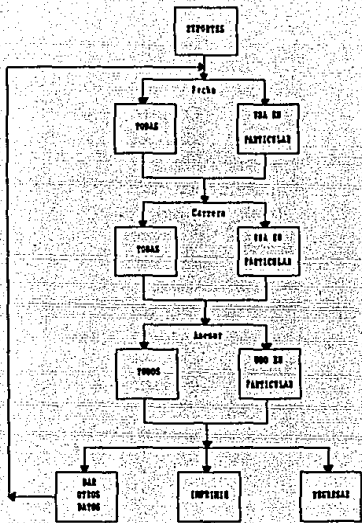 REPORTES
Fecha
TODAS
UNA EN
PARTICULAR
Carrera
TODAS
UNA EN
PARTICULAR
Asesor
TODOS
UNO EN
PARTICULAR
DAR
OTROS
DATOS
IMPRIMIR
REGRESAR